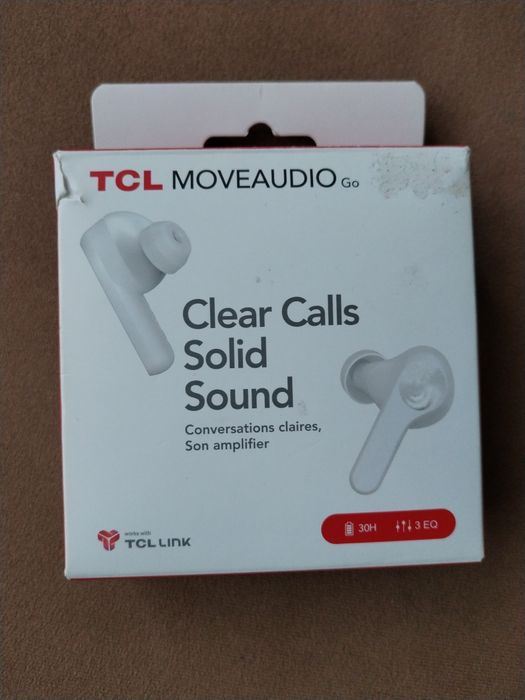 TCL MOVEAUDIO Go
Clear Calls
Solid
Sound
Conversations claires,
Son amplifier
works with
TCL LINK
30H 3 EQ